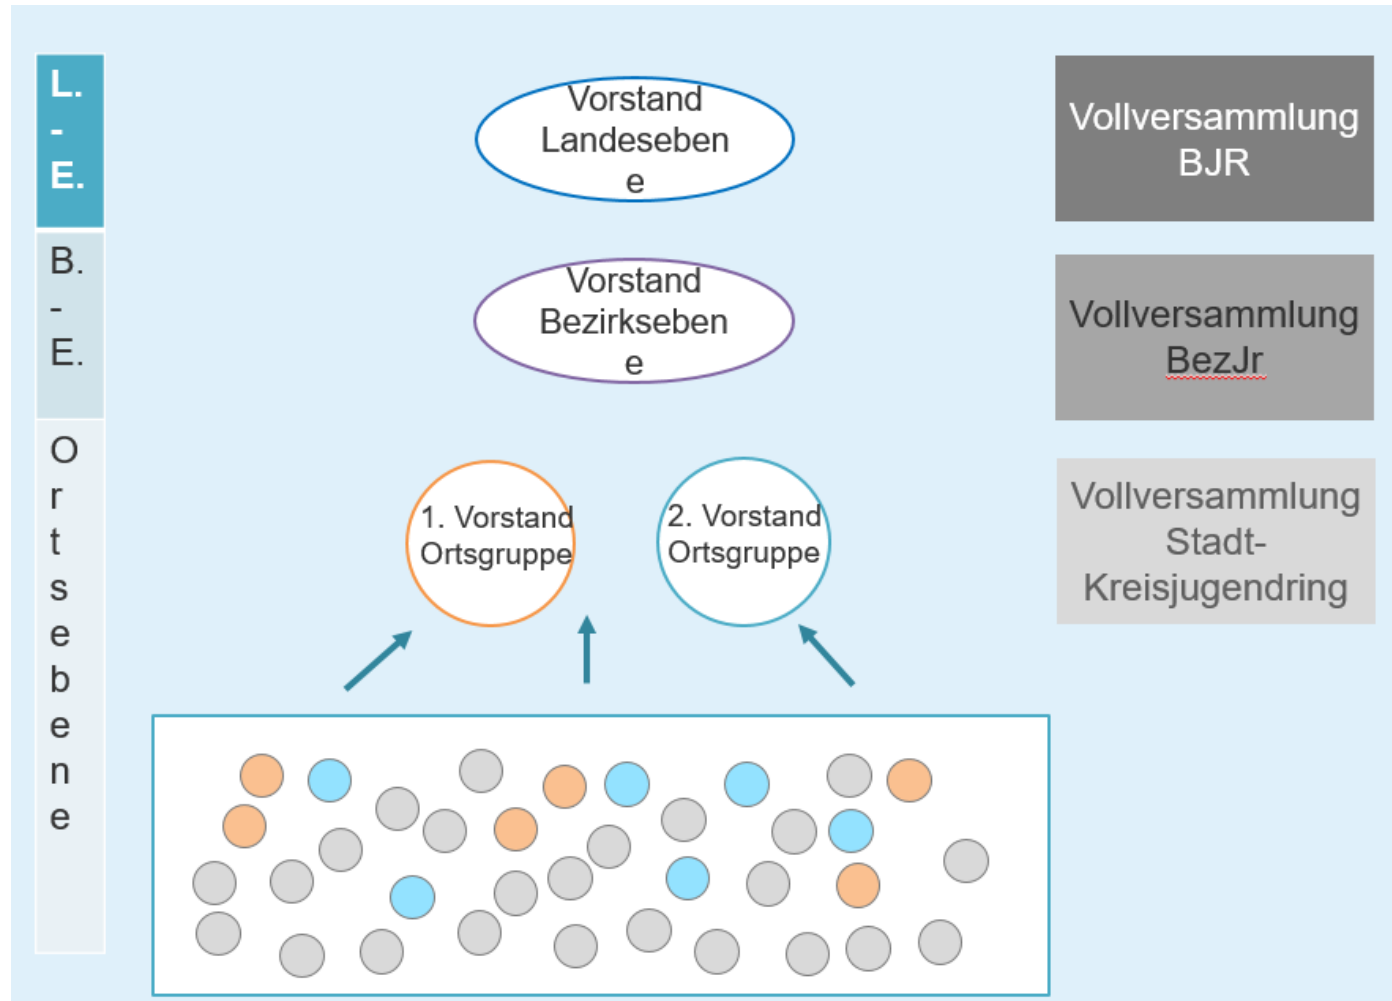 L.
-
E.
B.
-
E.
O
r
t
s
e
b
e
n
e
Vorstand
Landeseben
e
Vorstand
Bezirkseben
e
1. Vorstand
Ortsgruppe
2. Vorstand
Ortsgruppe
Vollversammlung
BJR
Vollversammlung
BezJr
Vollversammlung
Stadt-
Kreisjugendring